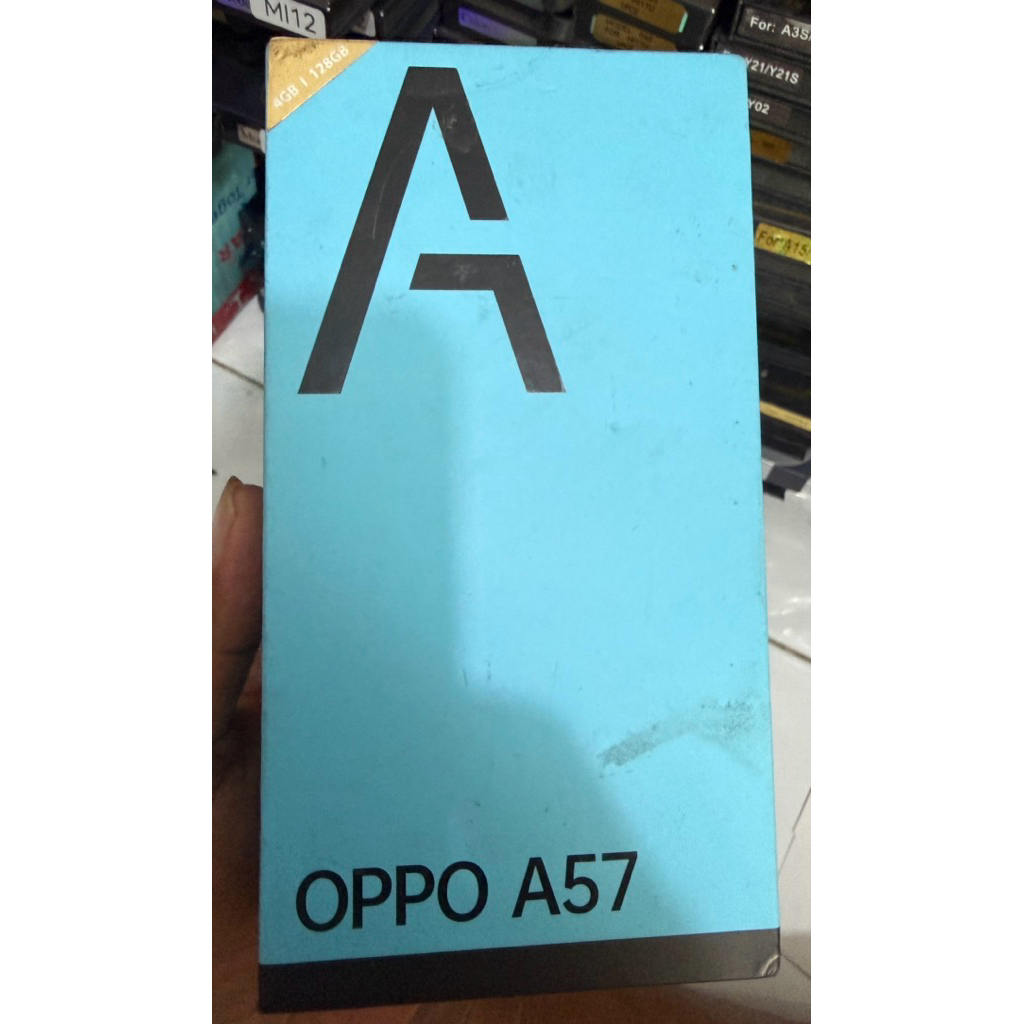 MI12
4GB | 128GB
For: A3S/
Y21/Y21S
Y02
For A15
A
OPPO A57